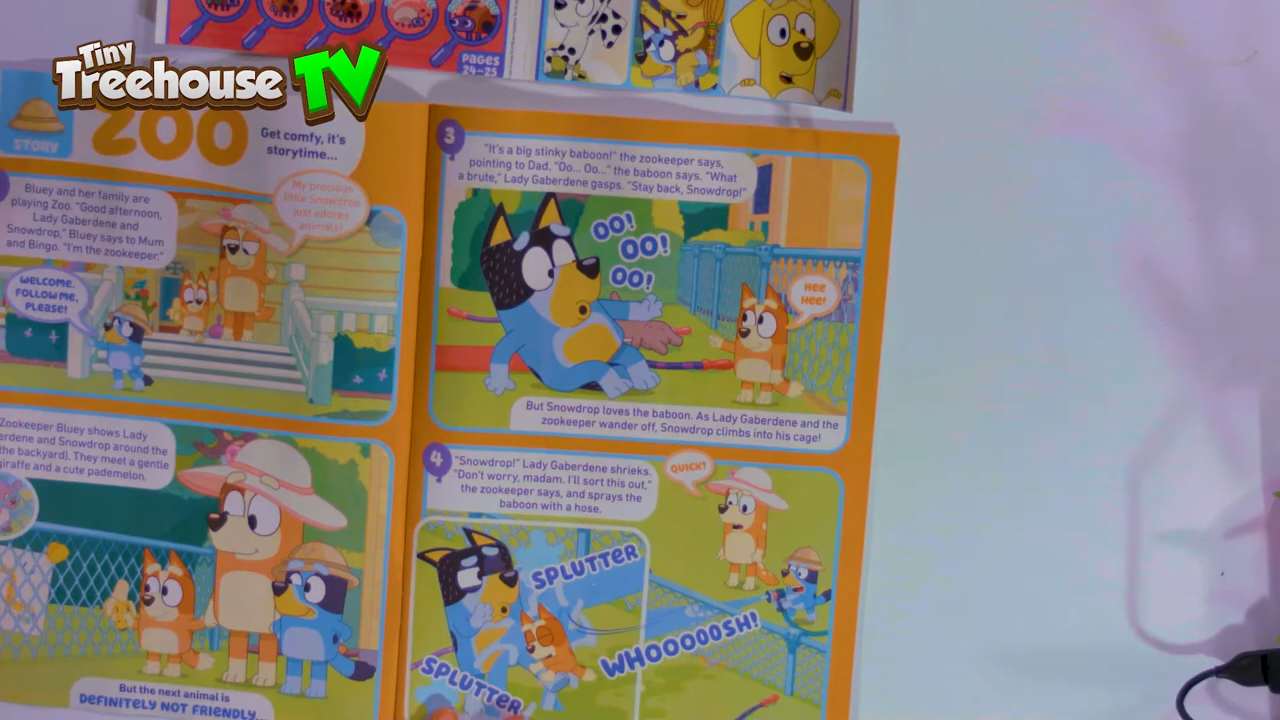 Tiny
Treehouse TV
PAGES
24-25
STORY
ZOO
Get comfy, it's
storytime...
Bluey and her family are
playing Zoo. "Good afternoon,
Lady Gaberdene and
Snowdrop," Bluey says to Mum
and Bingo. "I'm the zookeeper."
My precious
little Snowdrop
just adores
animals!
WELCOME.
FOLLOW ME,
PLEASE!
Zookeeper Bluey shows Lady
erdene and Snowdrop around the
the backyard). They meet a gentle
giraffe and a cute pademelon.
But the next animal is
DEFINITELY NOT FRIENDLY...
3
"It's a big stinky baboon!" the zookeeper says,
pointing to Dad. "Oo... Oo..." the baboon says. "What
a brute," Lady Gaberdene gasps. "Stay back, Snowdrop!"
OO!
OO!
OO!
HEE
HEE!
But Snowdrop loves the baboon. As Lady Gaberdene and the
zookeeper wander off, Snowdrop climbs into his cage!
4
"Snowdrop!" Lady Gaberdene shrieks.
"Don't worry, madam. I'll sort this out,"
the zookeeper says, and sprays the
baboon with a hose.
QUICK!
SPLUTTER
WHOOOOOSH!
SPLUTTER